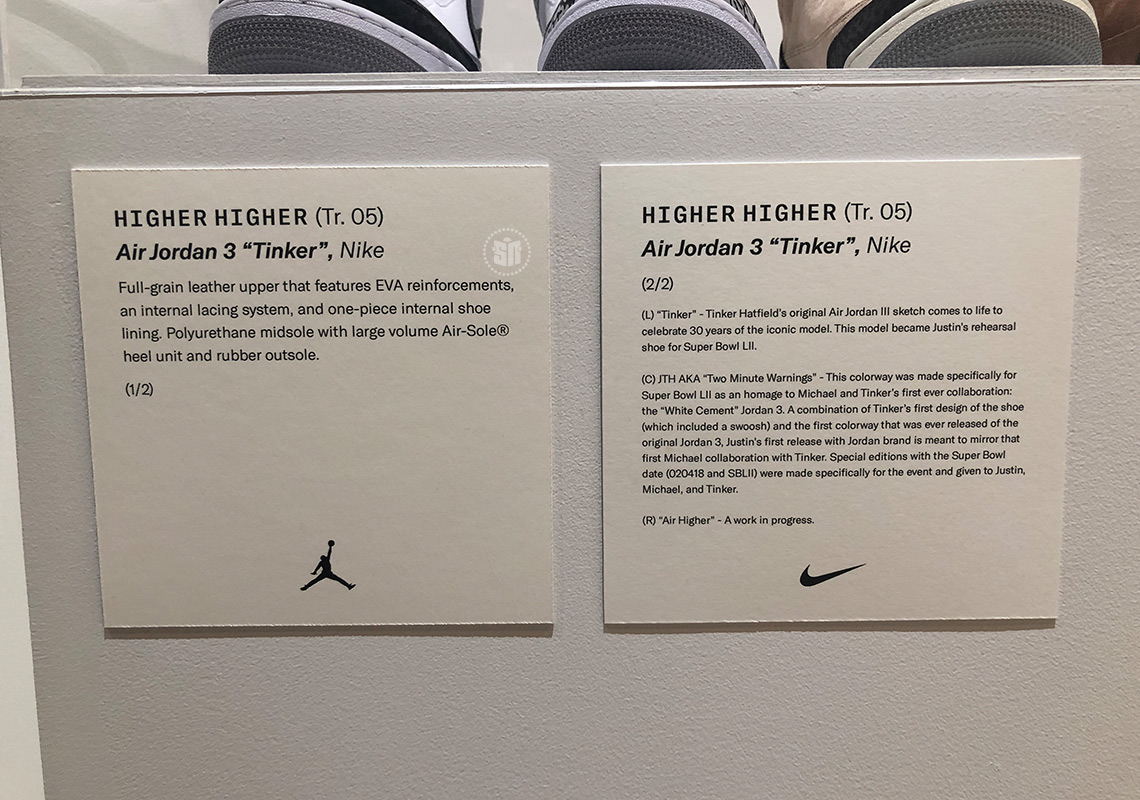 HIGHER HIGHER (Tr. 05)
Air Jordan 3 “Tinker”, Nike
Full-grain leather upper that features EVA reinforcements,
an internal lacing system, and one-piece internal shoe
lining. Polyurethane midsole with large volume Air-Sole®
heel unit and rubber outsole.
(1/2)
SN
HIGHER HIGHER (Tr. 05)
Air Jordan 3 “Tinker”, Nike
(2/2)
(L) “Tinker” - Tinker Hatfield’s original Air Jordan III sketch comes to life to
celebrate 30 years of the iconic model. This model became Justin’s rehearsal
shoe for Super Bowl LII.
(C) JTH AKA “Two Minute Warnings” - This colorway was made specifically for
Super Bowl LII as an homage to Michael and Tinker’s first ever collaboration:
the “White Cement” Jordan 3. A combination of Tinker’s first design of the shoe
(which included a swoosh) and the first colorway that was ever released of the
original Jordan 3, Justin’s first release with Jordan brand is meant to mirror that
first Michael collaboration with Tinker. Special editions with the Super Bowl
date (020418 and SBLII) were made specifically for the event and given to Justin,
Michael, and Tinker.
(R) “Air Higher” - A work in progress.